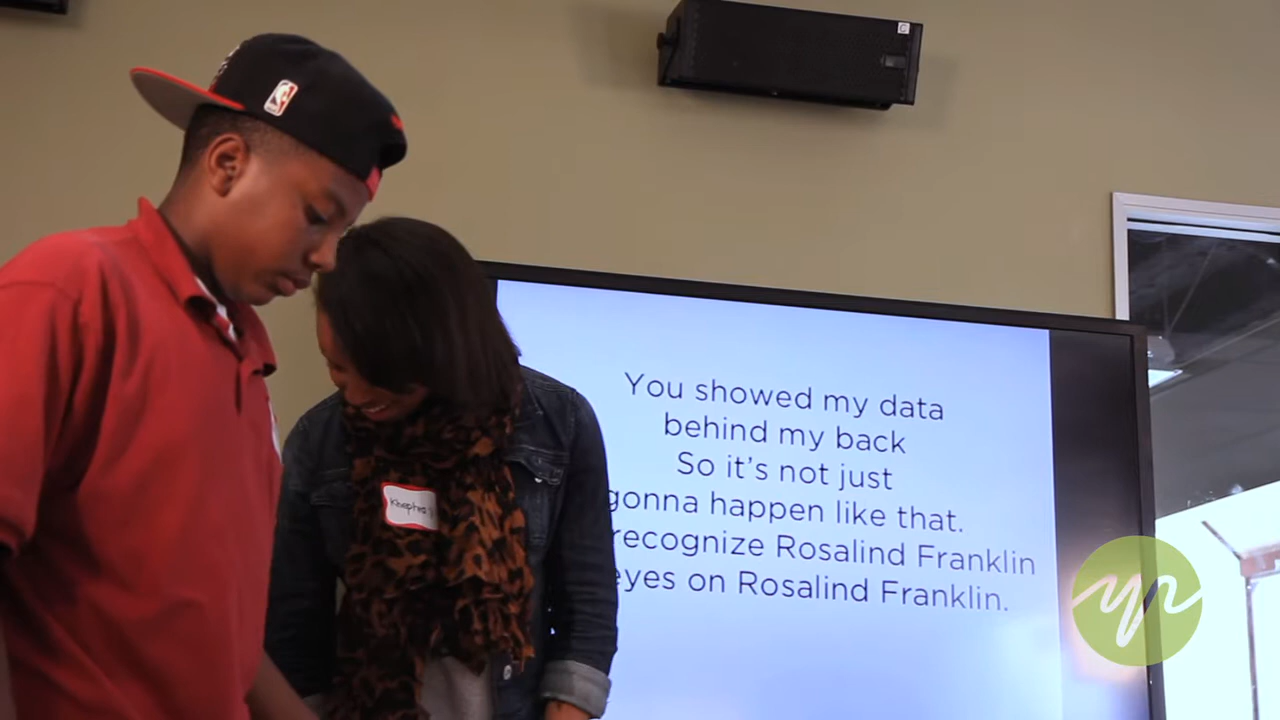 You showed my data
behind my back
So it's not just
gonna happen like that.
recognize Rosalind Franklin
eyes on Rosalind Franklin.